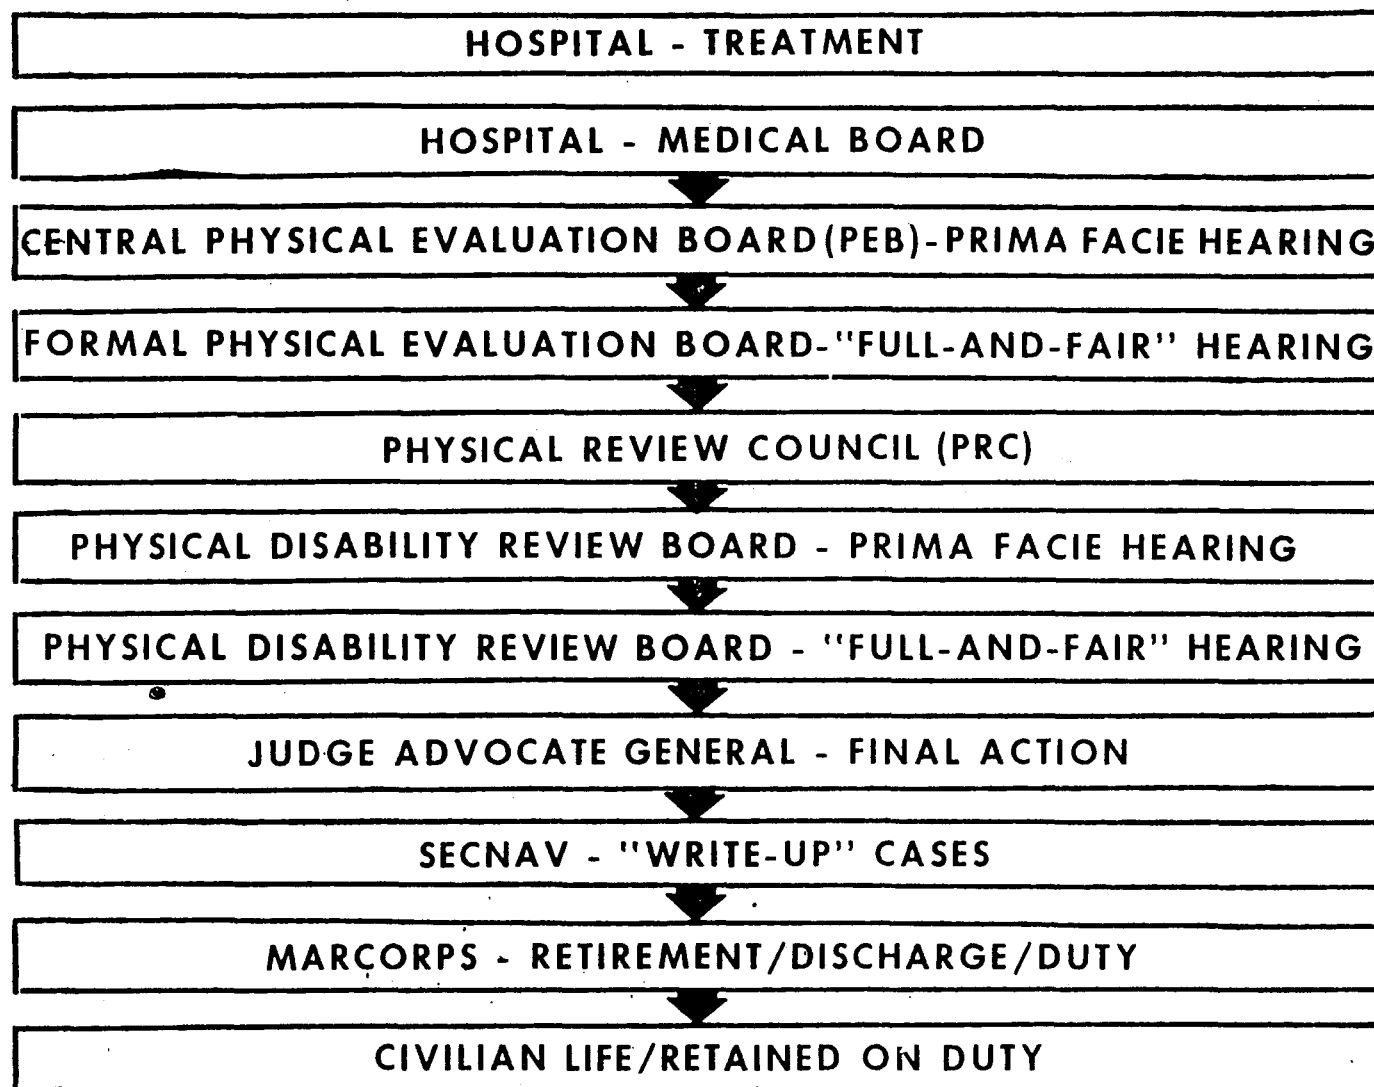 HOSPITAL - TREATMENT
HOSPITAL - MEDICAL BOARD
CENTRAL PHYSICAL EVALUATION BOARD(PEB)-PRIMA FACIE HEARING
FORMAL PHYSICAL EVALUATION BOARD-"FULL-AND-FAIR" HEARING
PHYSICAL REVIEW COUNCIL (PRC)
PHYSICAL DISABILITY REVIEW BOARD - PRIMA FACIE HEARING
PHYSICAL DISABILITY REVIEW BOARD - "FULL-AND-FAIR" HEARING
JUDGE ADVOCATE GENERAL - FINAL ACTION
SECNAV - "WRITE-UP" CASES
MARCORPS - RETIREMENT/DISCHARGE/DUTY
CIVILIAN LIFE/RETAINED ON DUTY